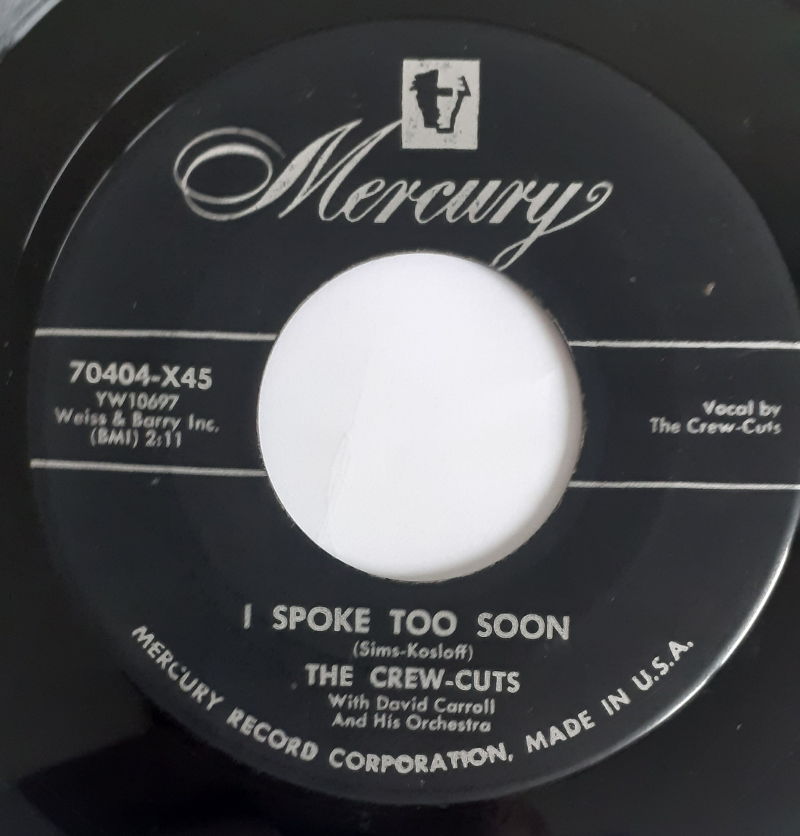 Mercury
70404-X45
YW10697
Weiss & Barry Inc.
(BMI) 2:11
Vocal by
The Crew-Cuts
I SPOKE TOO SOON
(Sims-Kosloff)
THE CREW-CUTS
With David Carroll
And His Orchestra
MERCURY RECORD CORPORATION, MADE IN U.S.A.